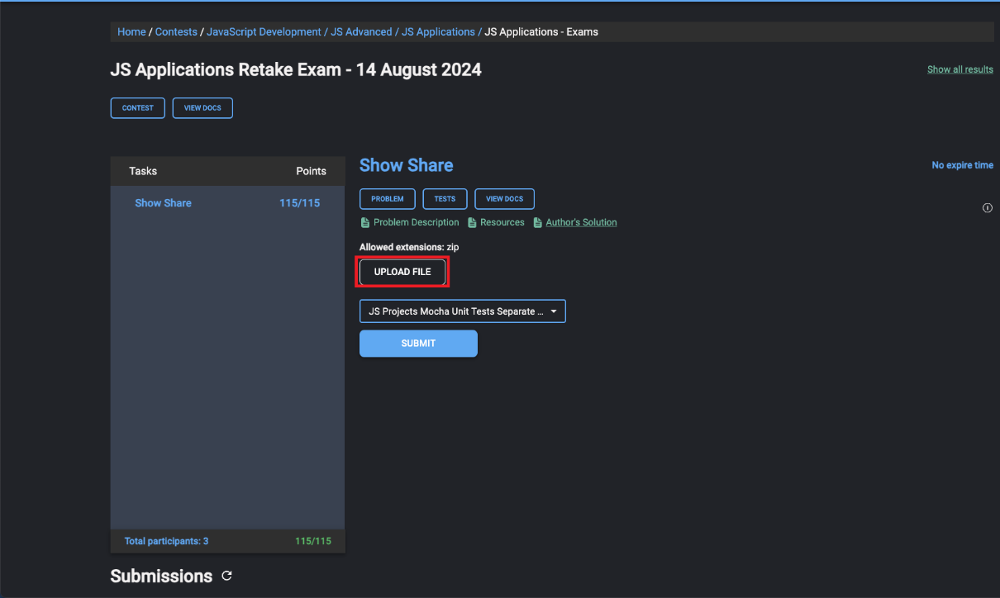 Home / Contests / JavaScript Development / JS Advanced / JS Applications / JS Applications - Exams
JS Applications Retake Exam - 14 August 2024
Show all results
CONTEST
VIEW DOCS
Tasks Points
Show Share 115/115
Total participants: 3 115/115
Show Share
No expire time
PROBLEM
TESTS
VIEW DOCS
Problem Description Resources Author's Solution
Allowed extensions: zip
UPLOAD FILE
JS Projects Mocha Unit Tests Separate ...
SUBMIT
Submissions